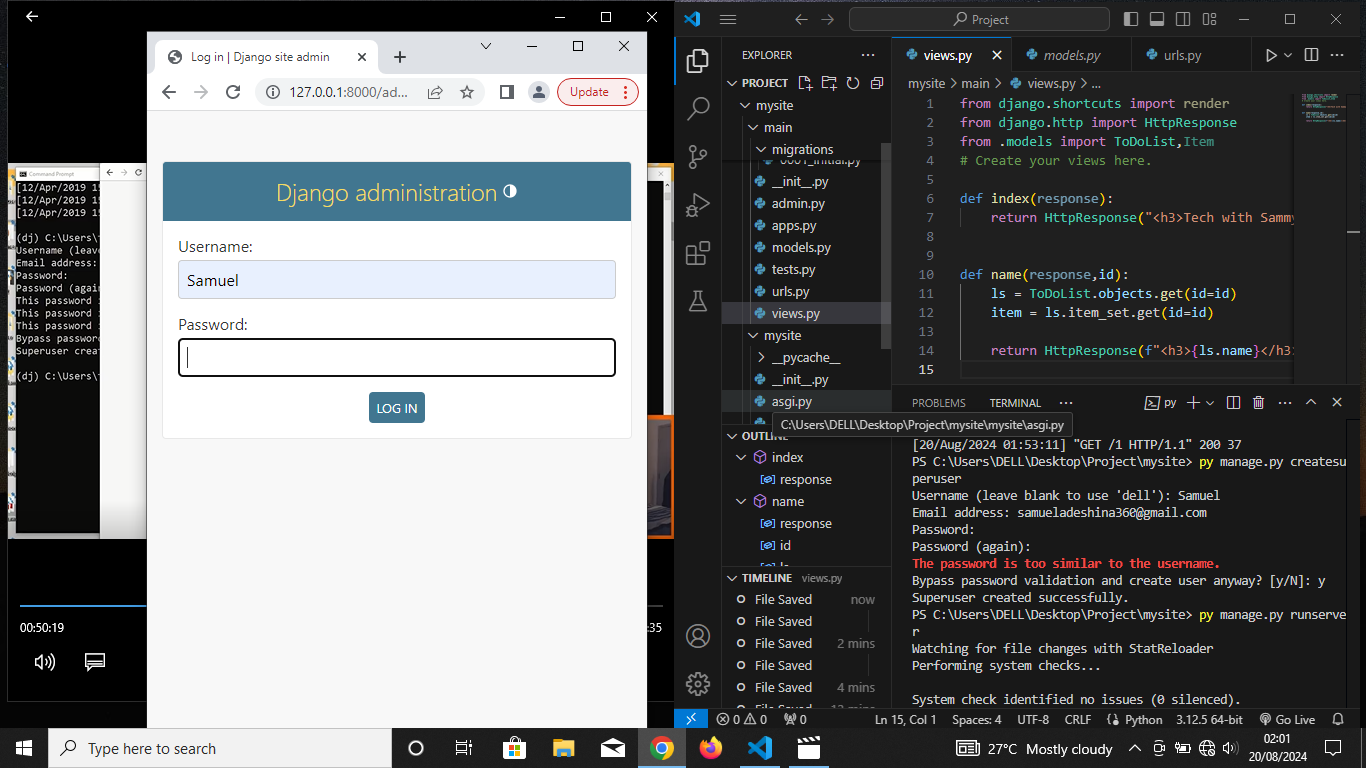 Log in | Django site admin
127.0.0.1:8000/ad...
Update
Command Prompt
[12/Apr/2019 15
[12/Apr/2019 15
[12/Apr/2019 15
(dj) C:\Users\
Username (leave
Email address:
Password:
Password (again
This password i
This password i
This password i
Bypass password
Superuser creat
(dj) C:\Users\
Django administration
Username:
Samuel
Password:
LOG IN
00:50:19
:35
Project
EXPLORER
PROJECT
mysite
main
migrations
0001_initial.py
__init__.py
admin.py
apps.py
models.py
tests.py
urls.py
views.py
mysite
__pycache__
__init__.py
asgi.py
C:\Users\DELL\Desktop\Project\mysite\mysite\asgi.py
OUTLINE
index
response
name
response
id
TIMELINE views.py
File Saved now
File Saved
File Saved 2 mins
File Saved
File Saved 4 mins
File Saved 12 mins
views.py
models.py
urls.py
mysite > main > views.py > ...
1 from django.shortcuts import render
2 from django.http import HttpResponse
3 from .models import ToDoList,Item
4 # Create your views here.
5
6 def index(response):
7 return HttpResponse("<h3>Tech with Sammy
8
9
10 def name(response,id):
11 ls = ToDoList.objects.get(id=id)
12 item = ls.item_set.get(id=id)
13
14 return HttpResponse(f"<h3>{ls.name}</h3
15
PROBLEMS TERMINAL py
[20/Aug/2024 01:53:11] "GET /1 HTTP/1.1" 200 37
PS C:\Users\DELL\Desktop\Project\mysite> py manage.py createsu
peruser
Username (leave blank to use 'dell'): Samuel
Email address: samueladeshina360@gmail.com
Password:
Password (again):
The password is too similar to the username.
Bypass password validation and create user anyway? [y/N]: y
Superuser created successfully.
PS C:\Users\DELL\Desktop\Project\mysite> py manage.py runserve
r
Watching for file changes with StatReloader
Performing system checks...
System check identified no issues (0 silenced).
0 0 0 Ln 15, Col 1 Spaces: 4 UTF-8 CRLF Python 3.12.5 64-bit Go Live
Type here to search
27°C Mostly cloudy
02:01
20/08/2024